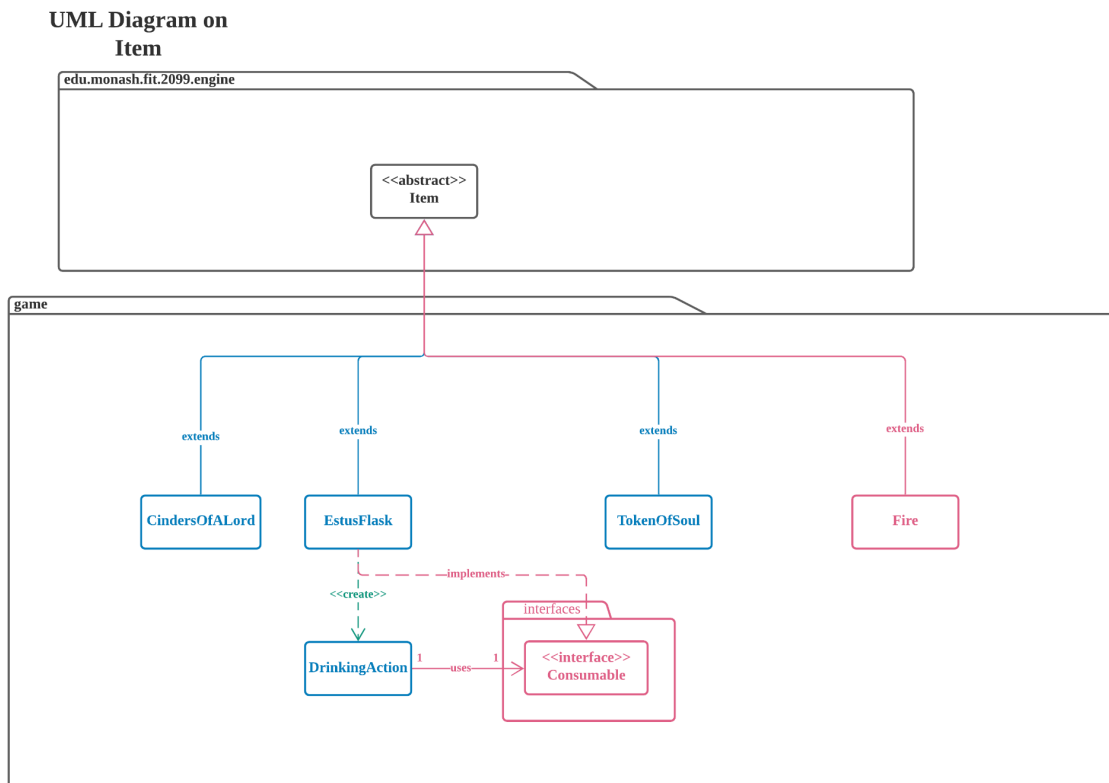 UML Diagram on
Item
edu.monash.fit.2099.engine
<<abstract>>
Item
game
extends
extends
extends
extends
CindersOfALord
EstusFlask
TokenOfSoul
Fire
implements
<<create>>
interfaces
DrinkingAction
1
uses
1
<<interface>>
Consumable